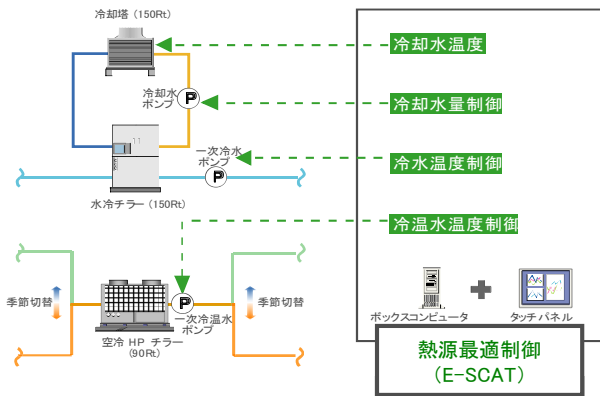 冷却塔 (150Rt)
冷却水温度
冷却水
ポンプ
P
冷却水量制御
一次冷水
ポンプ
P
冷水温度制御
水冷チラー (150Rt)
冷温水温度制御
季節切替
P
季節切替
一次冷温水
ポンプ
空冷 HP チラー
(90Rt)
ボックスコンピュータ
タッチパネル
熱源最適制御
(E-SCAT)